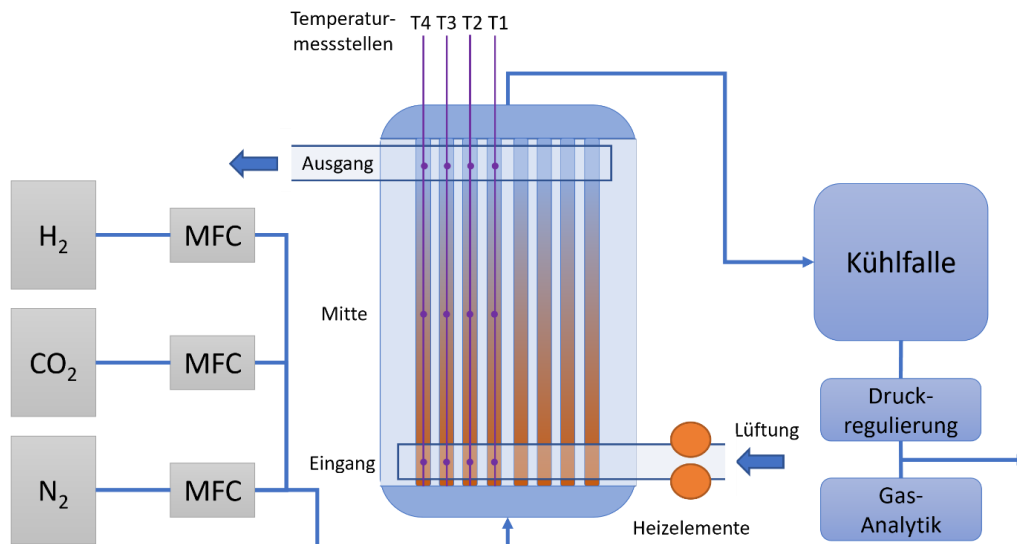 Temperatur-
messstellen
T4 T3 T2 T1
Ausgang
H₂
MFC
Kühlfalle
Mitte
CO₂
MFC
Druck-
regulierung
Lüftung
Eingang
N₂
MFC
Gas-
Analytik
Heizelemente